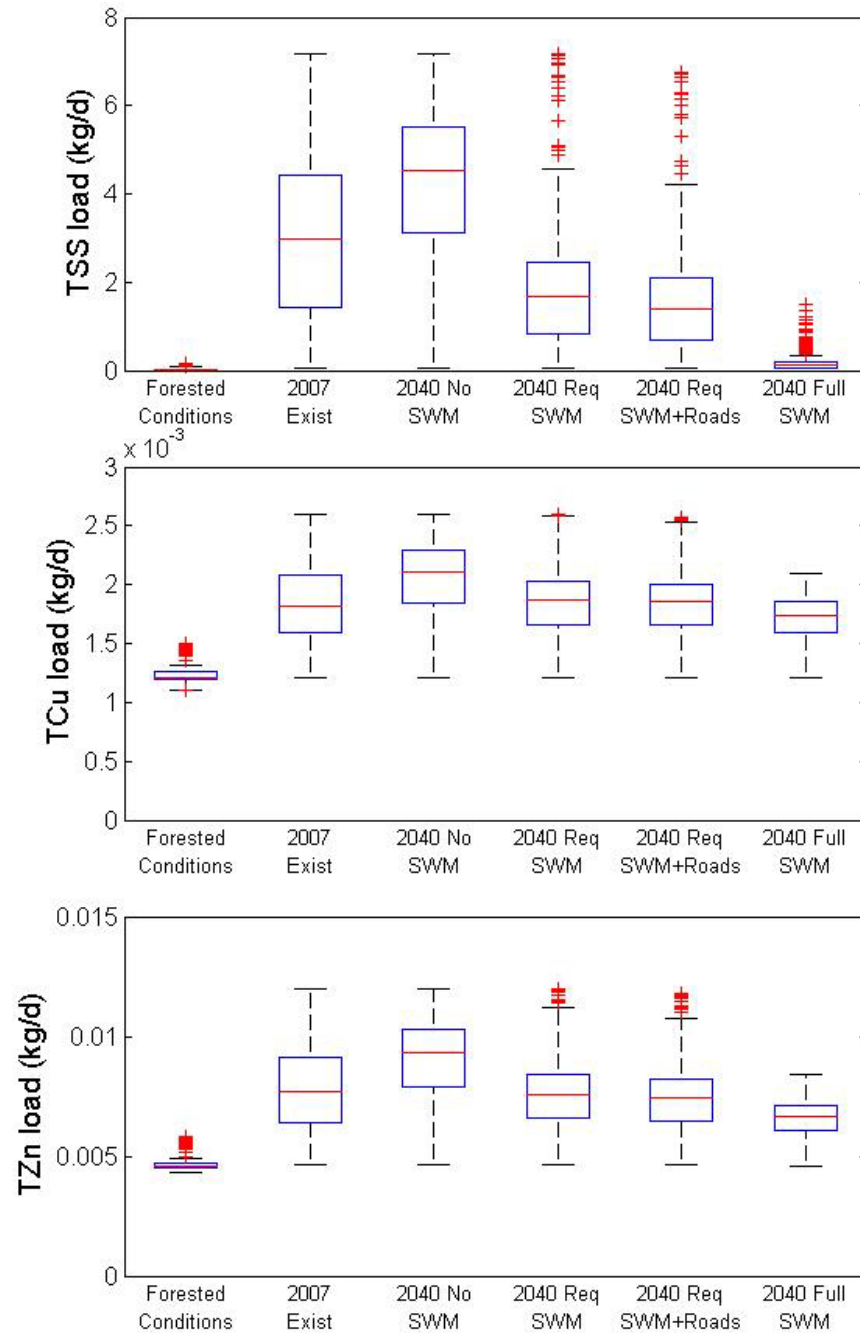 8
6
4
2
0
TSS load (kg/d)
Forested Conditions
2007 Exist
2040 No SWM
2040 Req SWM
2040 Req SWM+Roads
2040 Full SWM
x 10^-3
3
2.5
2
1.5
1
0.5
0
TCu load (kg/d)
Forested Conditions
2007 Exist
2040 No SWM
2040 Req SWM
2040 Req SWM+Roads
2040 Full SWM
0.015
0.01
0.005
0
TZn load (kg/d)
Forested Conditions
2007 Exist
2040 No SWM
2040 Req SWM
2040 Req SWM+Roads
2040 Full SWM